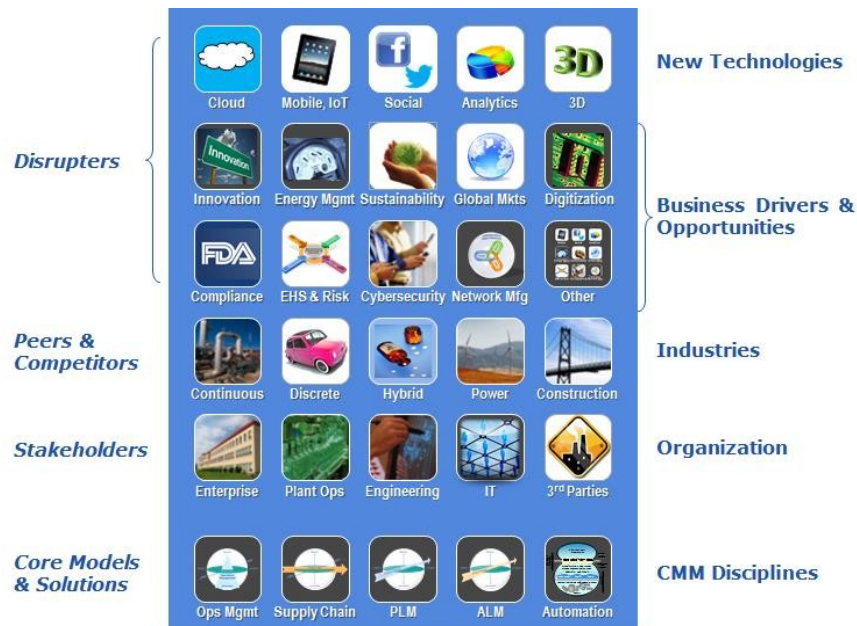 Cloud
Mobile, IoT
Social
Analytics
3D
3D
New Technologies
Disrupters
Innovation
Innovation
Energy Mgmt
Sustainability
Global Mkts
Digitization
Business Drivers &
Opportunities
FDA
Compliance
EHS & Risk
Cybersecurity
Network Mfg
Other
Peers &
Competitors
Continuous
Discrete
Hybrid
Power
Construction
Industries
Stakeholders
Enterprise
Plant Ops
Engineering
IT
3rd Parties
Organization
Core Models
& Solutions
Ops Mgmt
Supply Chain
PLM
ALM
Automation
CMM Disciplines